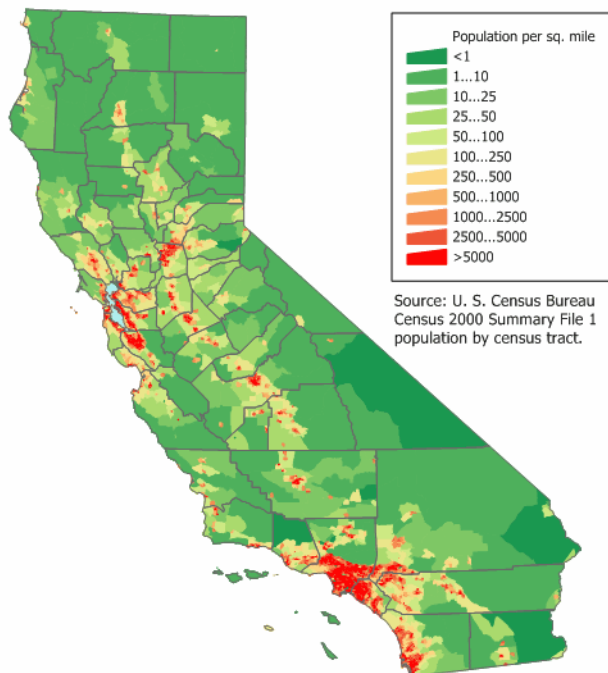 Population per sq. mile
<1
1...10
10...25
25...50
50...100
100...250
250...500
500...1000
1000...2500
2500...5000
>5000
Source: U. S. Census Bureau
Census 2000 Summary File 1
population by census tract.